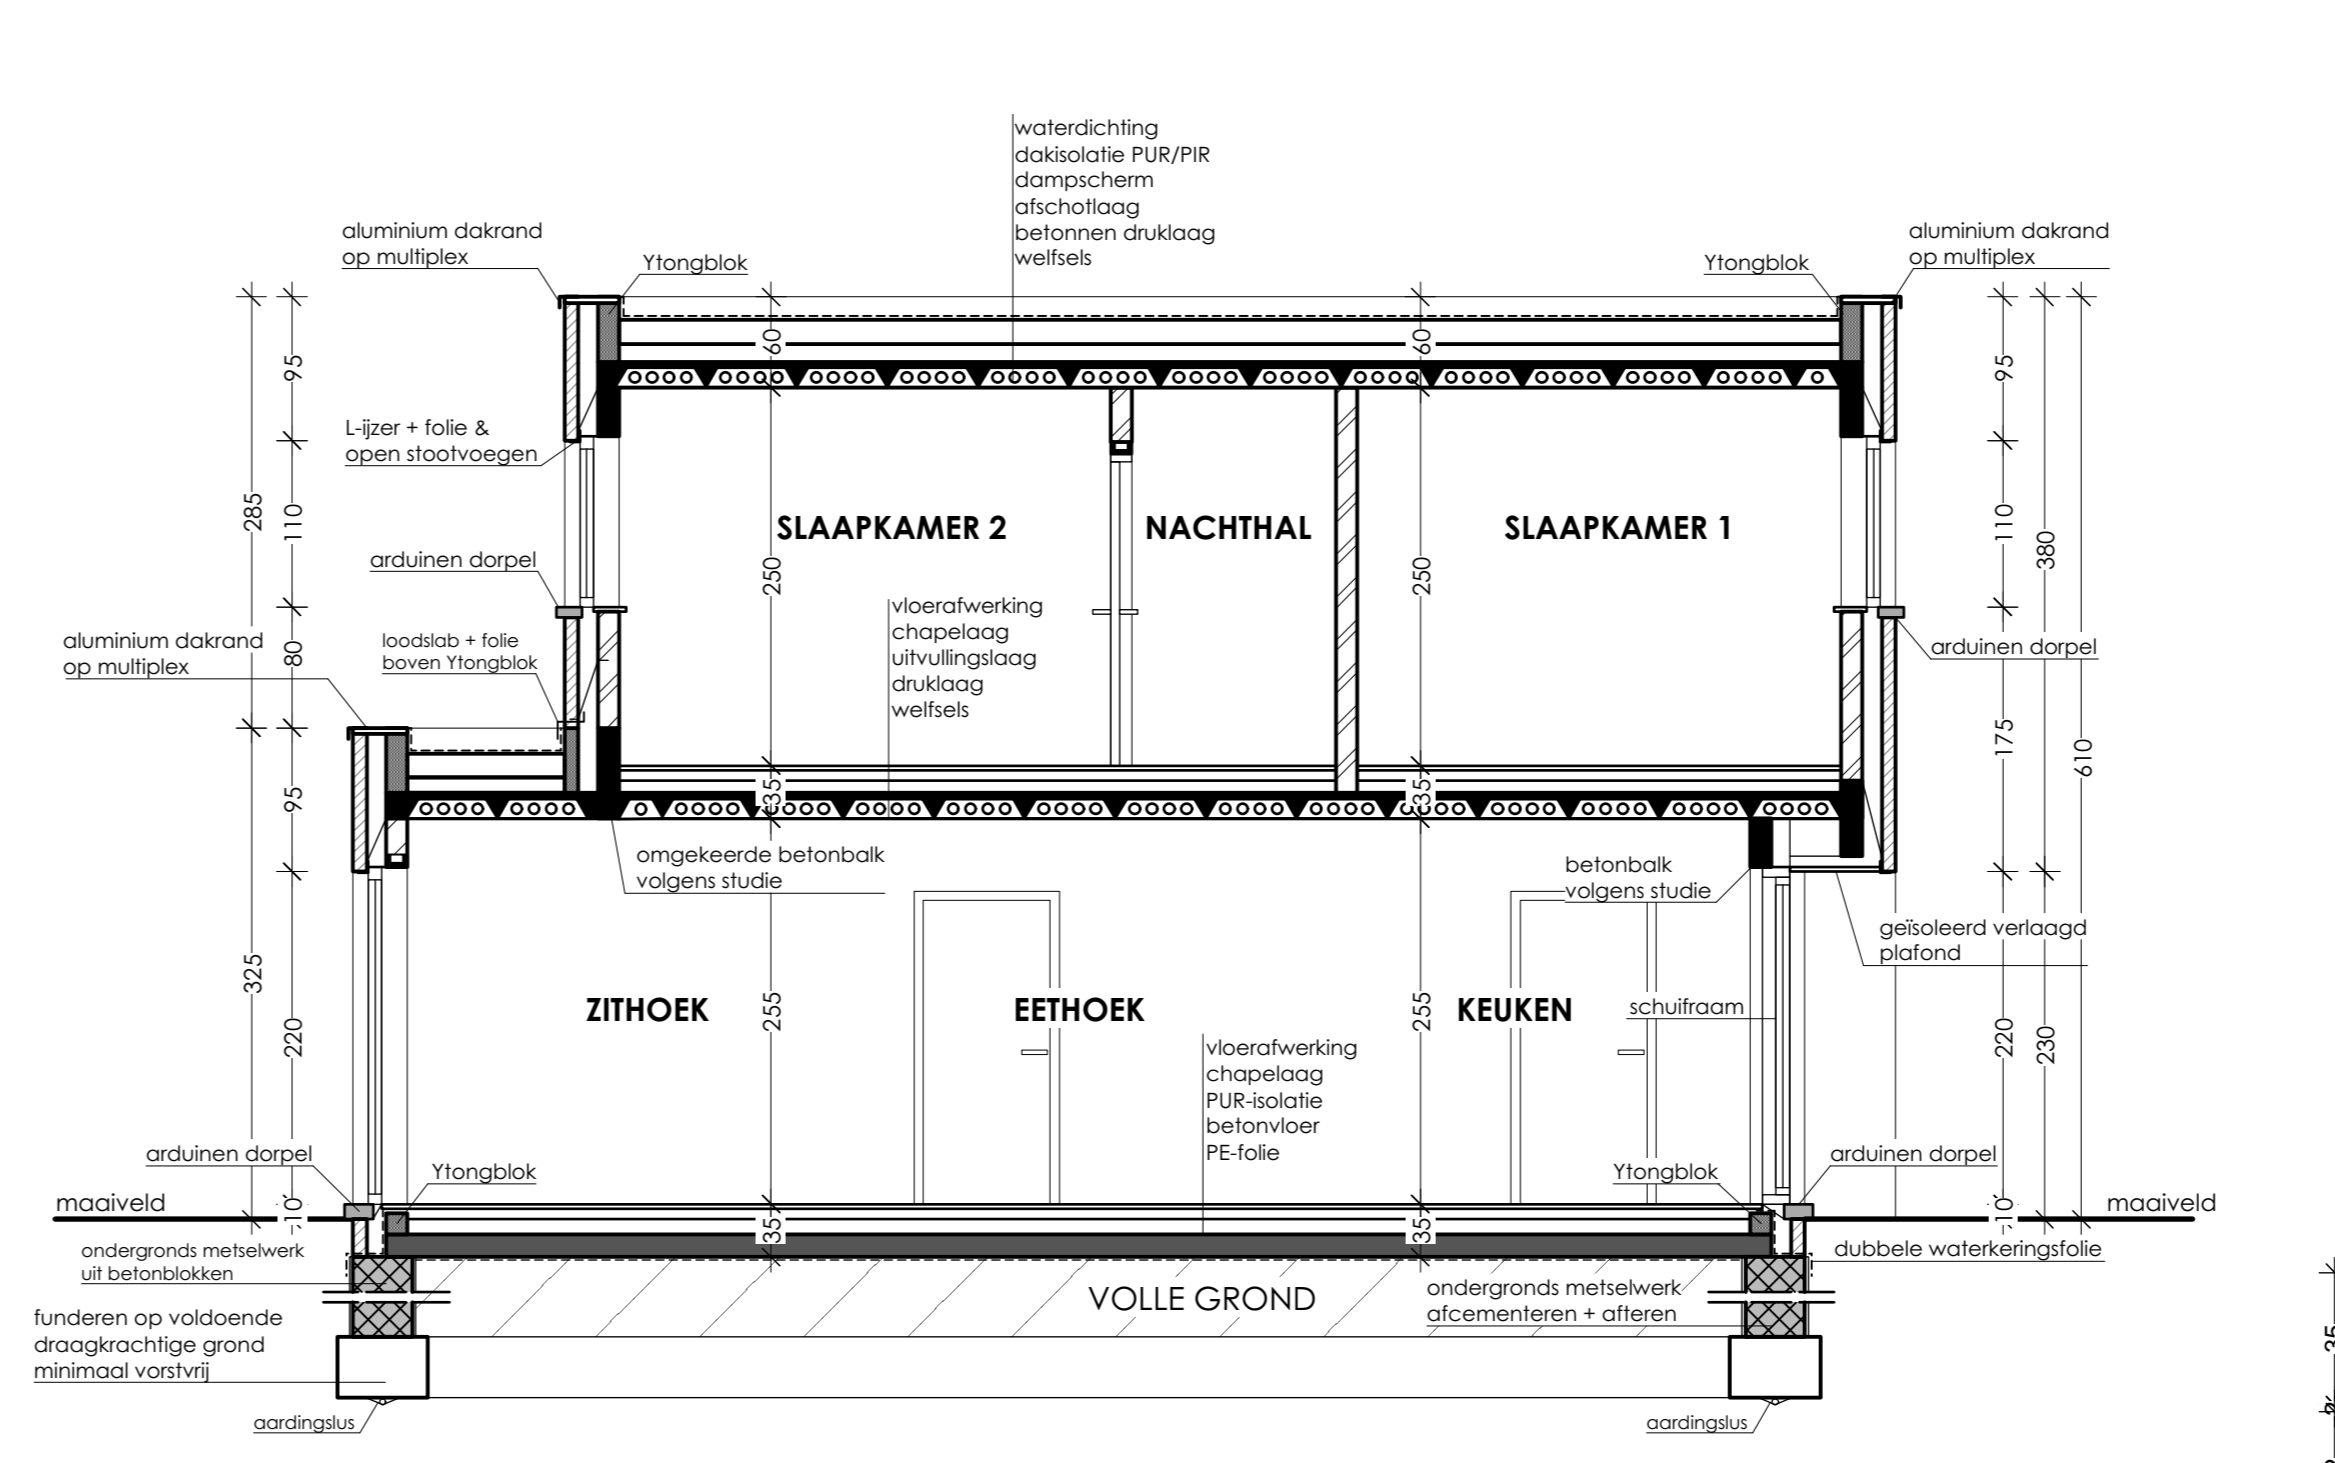 waterdichting
dakisolatie PUR/PIR
dampscherm
afschotlaag
betonnen druklaag
welfsels
aluminium dakrand
op multiplex
Ytongblok
Ytongblok
aluminium dakrand
op multiplex
60
60
95
95
L-ijzer + folie &
open stootvoegen
285
110
SLAAPKAMER 2
NACHTHAL
SLAAPKAMER 1
110
380
arduinen dorpel
250
250
vloerafwerking
chapelaag
uitvullingslaag
druklaag
welfsels
aluminium dakrand
op multiplex
loodslab + folie
boven Ytongblok
80
arduinen dorpel
175
610
95
35
35
omgekeerde betonbalk
volgens studie
betonbalk
volgens studie
geïsoleerd verlaagd
plafond
325
220
ZITHOEK
255
EETHOEK
255
KEUKEN
schuifraam
220
230
vloerafwerking
chapelaag
PUR-isolatie
betonvloer
PE-folie
arduinen dorpel
Ytongblok
Ytongblok
arduinen dorpel
maaiveld
10
35
35
10
maaiveld
ondergronds metselwerk
uit betonblokken
dubbele waterkeringsfolie
VOLLE GROND
ondergronds metselwerk
afcementeren + afteren
funderen op voldoende
draagkrachtige grond
minimaal vorstvrij
35
aardingslus
aardingslus